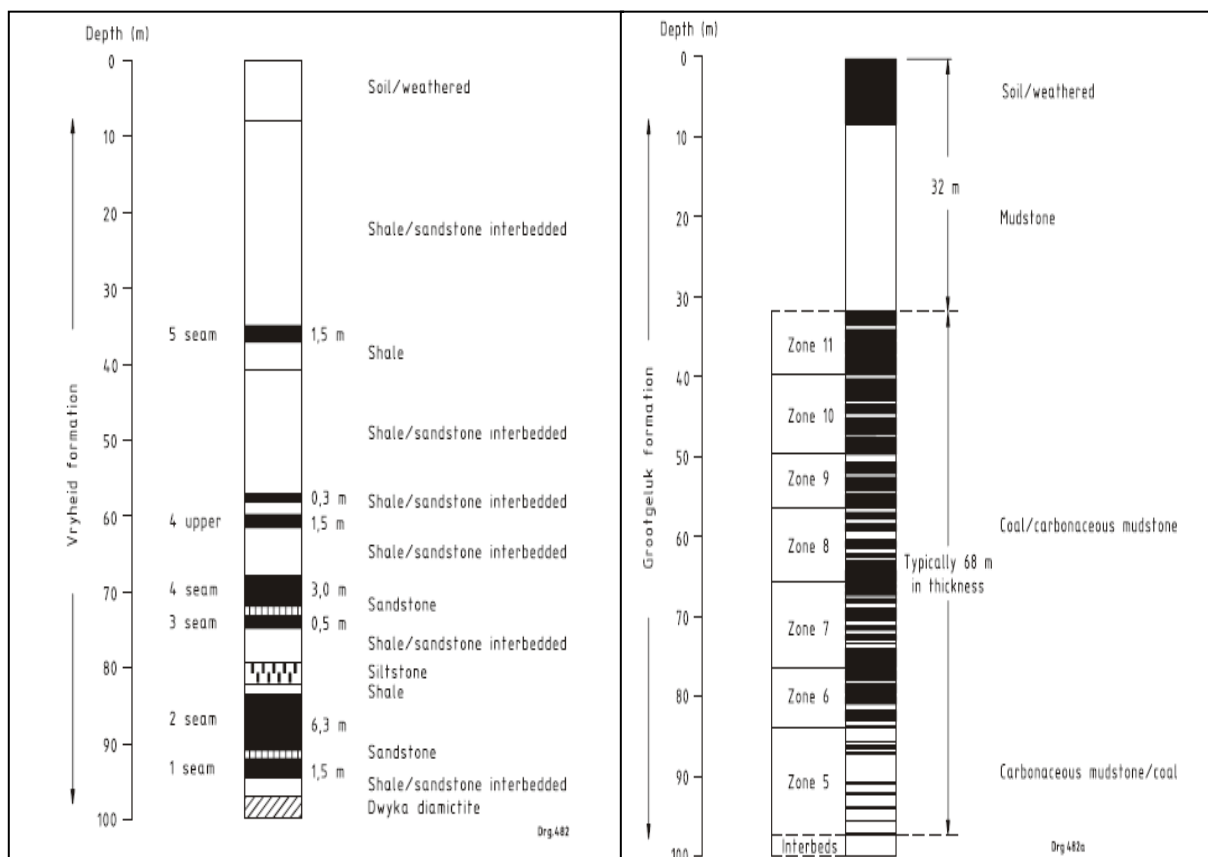 Depth (m)
0
Soil/weathered
10
20
Shale/sandstone interbedded
30
5 seam 1,5 m
Shale
40
Shale/sandstone interbedded
50
0,3 m Shale/sandstone interbedded
60
4 upper 1,5 m
Shale/sandstone interbedded
70
4 seam 3,0 m
Sandstone
3 seam 0,5 m
Shale/sandstone interbedded
80
Siltstone
Shale
2 seam 6,3 m
90
Sandstone
1 seam 1,5 m
Shale/sandstone interbedded
Dwyka diamictite
100
Vryheid formation
Drg.482
Depth (m)
0
Soil/weathered
10
32 m
20
Mudstone
30
Zone 11
40
Zone 10
50
Zone 9
60
Coal/carbonaceous mudstone
Zone 8
Typically 68 m
in thickness
70
Zone 7
80
Zone 6
90
Zone 5
Carbonaceous mudstone/coal
100
Interbeds
Grootgeluk formation
Drg 482a